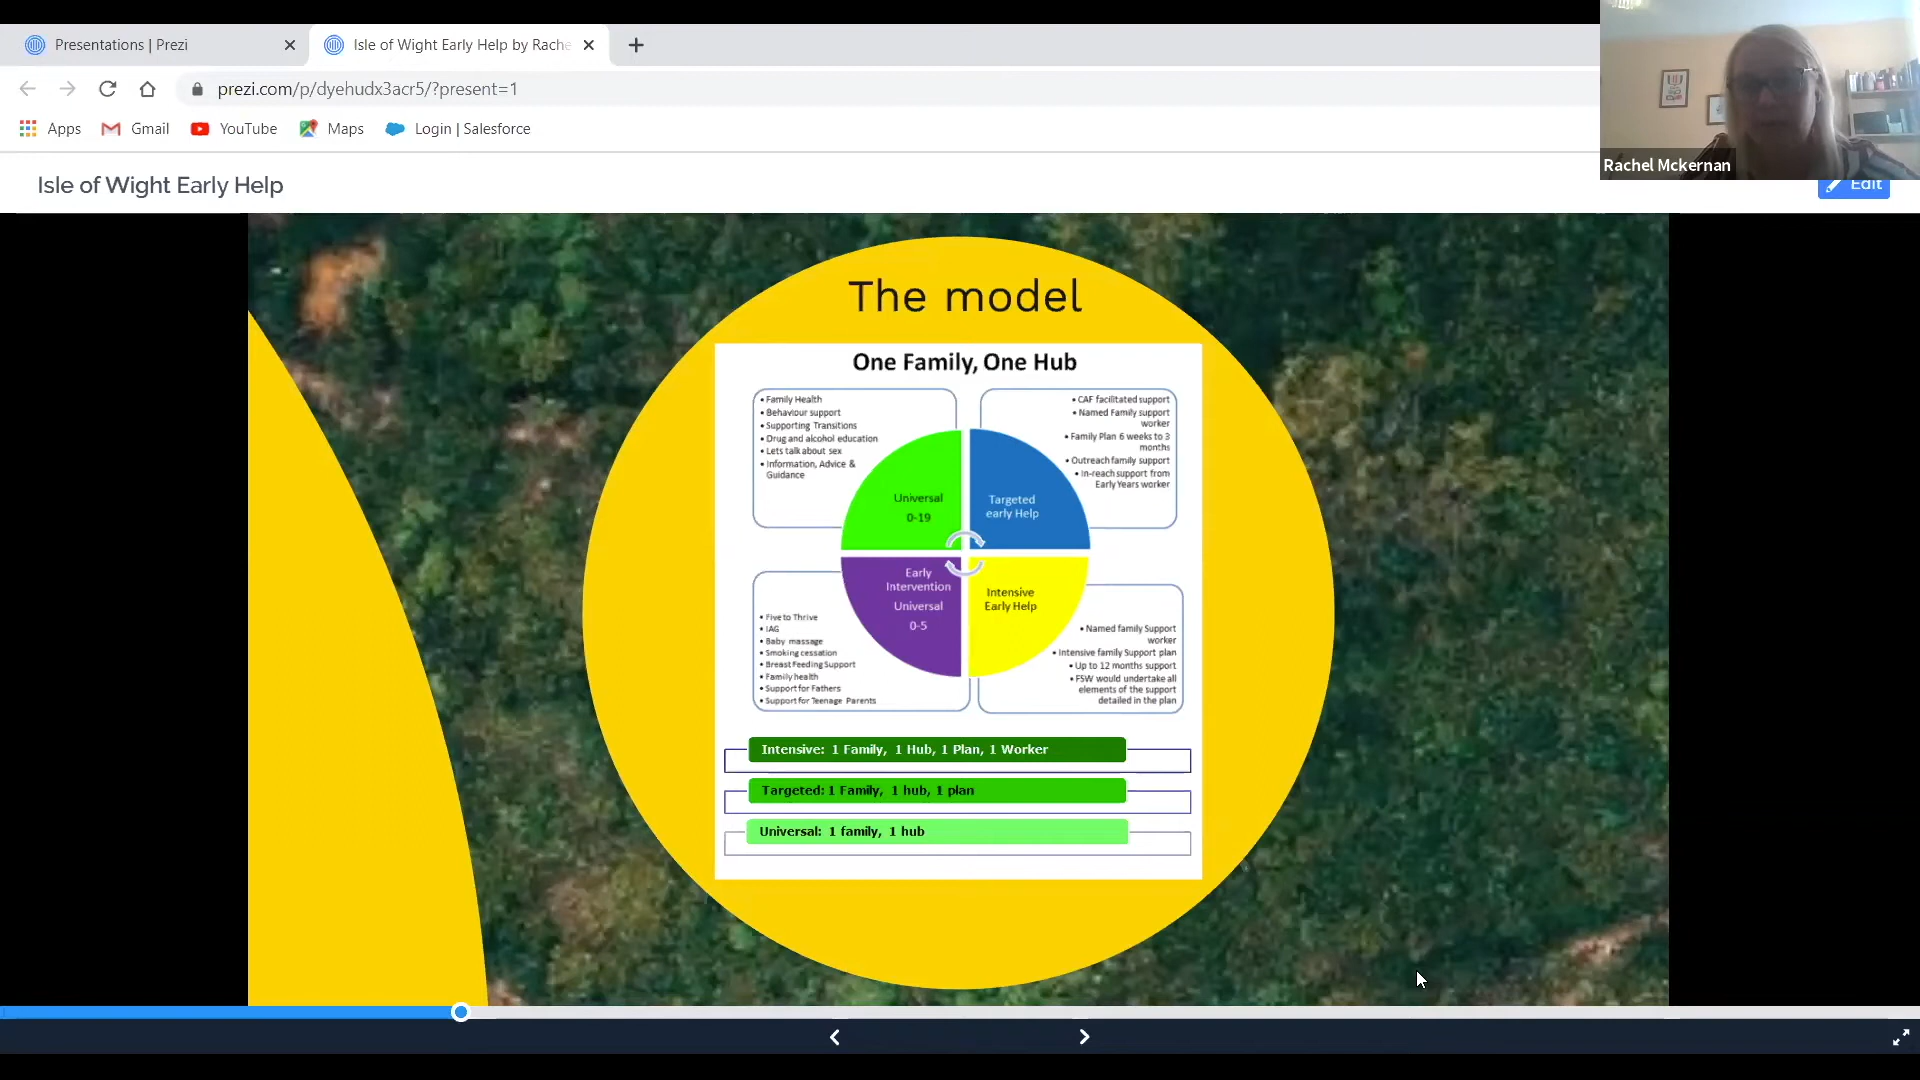 Presentations | Prezi
Isle of Wight Early Help by Rache
prezi.com/p/dyehudx3acr5/?present=1
Apps
Gmail
YouTube
Maps
Login | Salesforce
Rachel Mckernan
Isle of Wight Early Help
Edit
The model
One Family, One Hub
• Family Health
• Behaviour support
• Supporting Transitions
• Drug and alcohol education
• Lets talk about sex
• Information, Advice &
Guidance
• CAF facilitated support
• Named Family support
worker
• Family Plan 6 weeks to 3
months
• Outreach family support
• In-reach support from
Early Years worker
Universal
0-19
Targeted
early Help
Early
Intervention
Universal
0-5
Intensive
Early Help
• Five to Thrive
• IAG
• Baby massage
• Smoking cessation
• Breast Feeding Support
• Family health
• Support for Fathers
• Support for Teenage Parents
• Named family Support
worker
• Intensive family Support plan
• Up to 12 months support
• FSW would undertake all
elements of the support
detailed in the plan
Intensive: 1 Family, 1 Hub, 1 Plan, 1 Worker
Targeted: 1 Family, 1 hub, 1 plan
Universal: 1 family, 1 hub